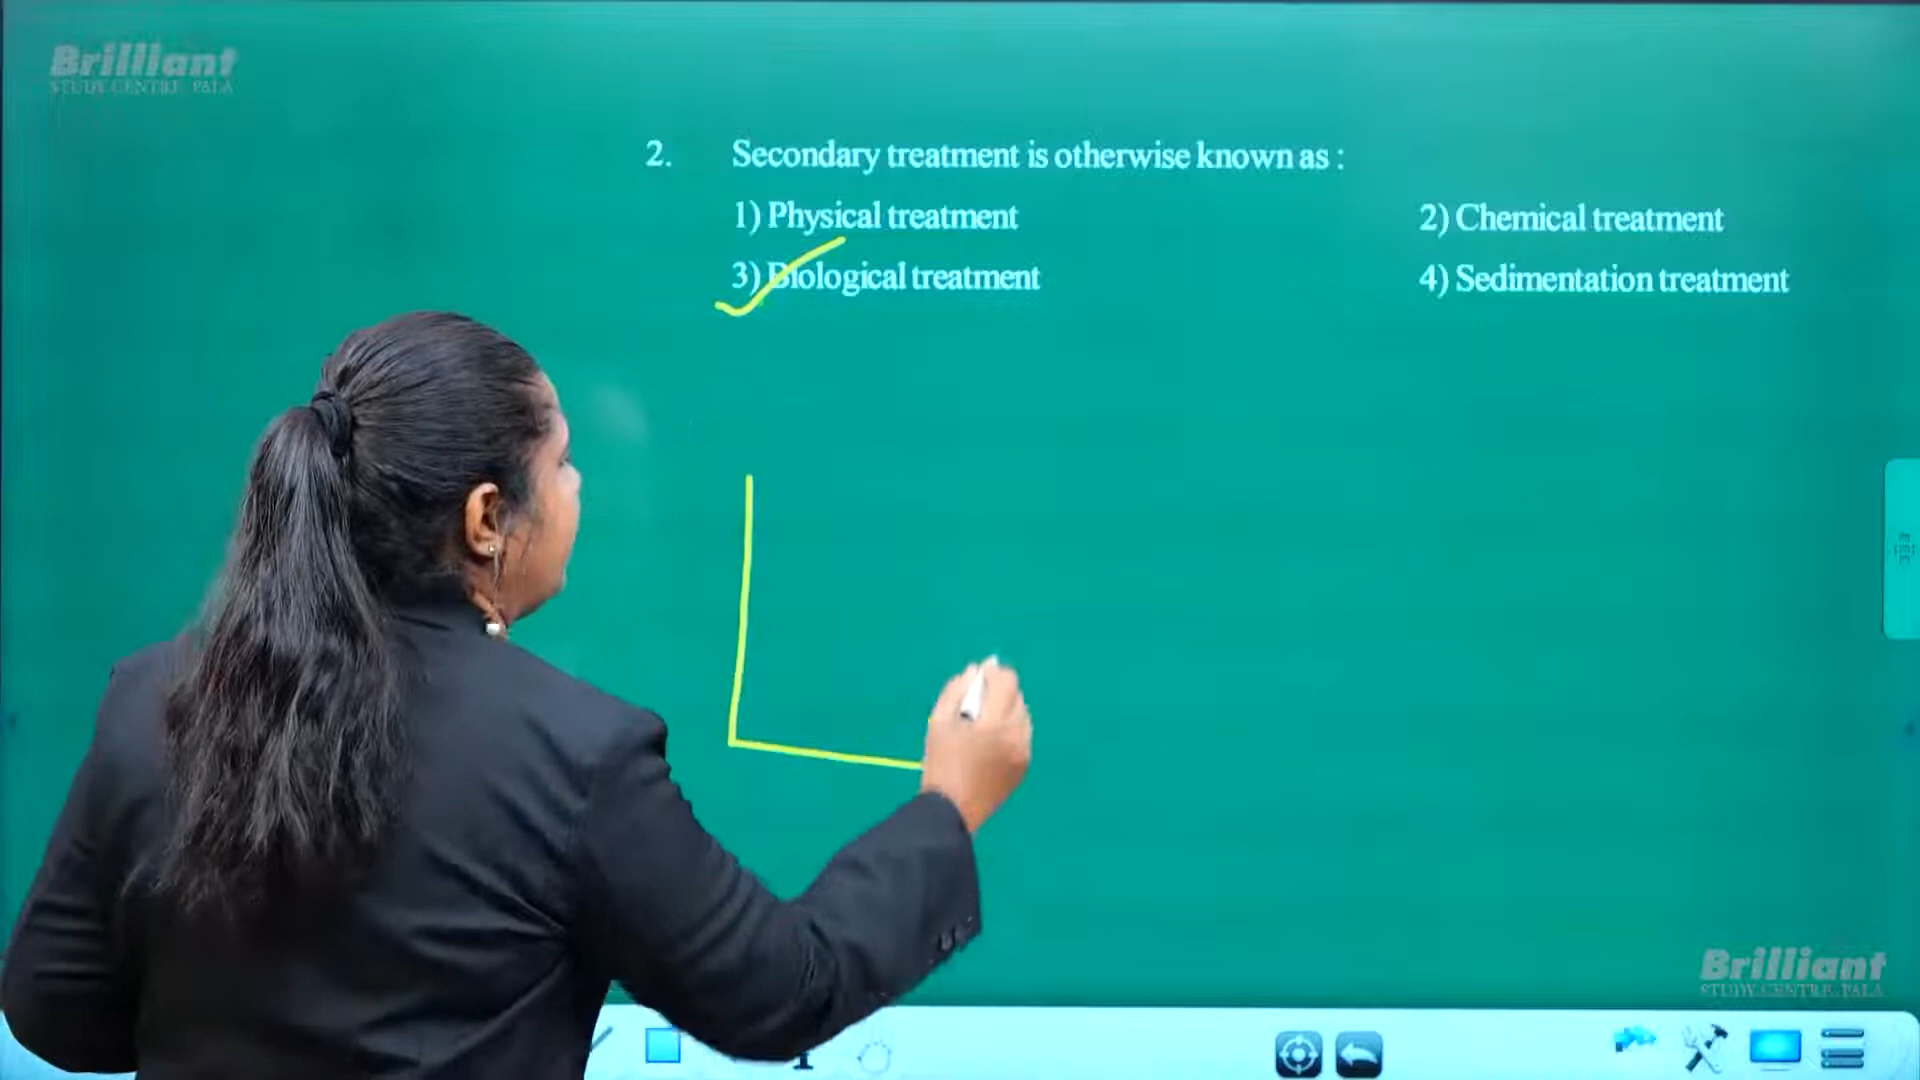 Brilliant
STUDY CENTRE, PALA
2. Secondary treatment is otherwise known as :
1) Physical treatment 2) Chemical treatment
3) Biological treatment 4) Sedimentation treatment
Brilliant
STUDY CENTRE, PALA